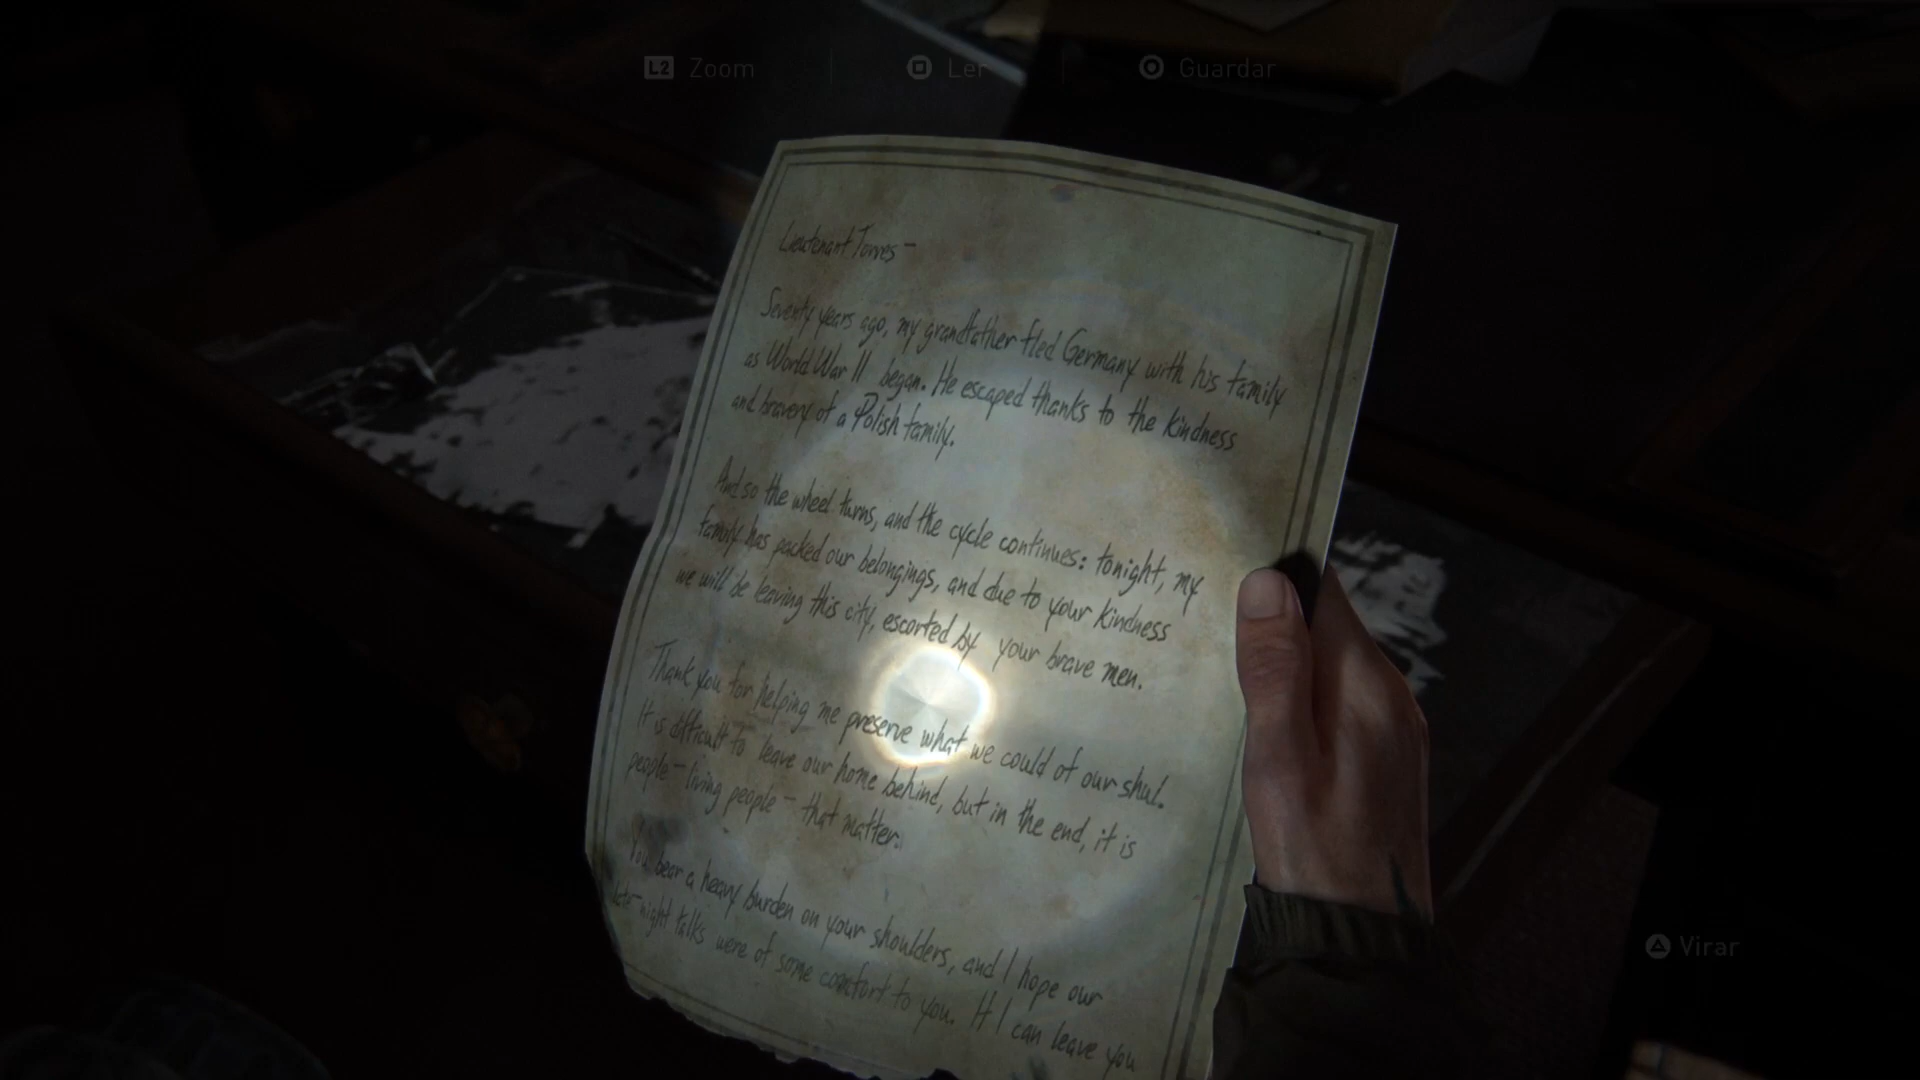 L2 Zoom
Ler
Guardar
Lieutenant Torres –
Seventy years ago, my grandfather fled Germany with his family
as World War II began. He escaped thanks to the kindness
and bravery of a Polish family.
And so the wheel turns, and the cycle continues: tonight, my
family has packed our belongings, and due to your kindness
we will be leaving this city, escorted by your brave men.
Thank you for helping me preserve what we could of our shul.
It is difficult to leave our home behind, but in the end, it is
people – living people – that matter.
You bear a heavy burden on your shoulders, and I hope our
late-night talks were of some comfort to you. If I can leave you
Virar